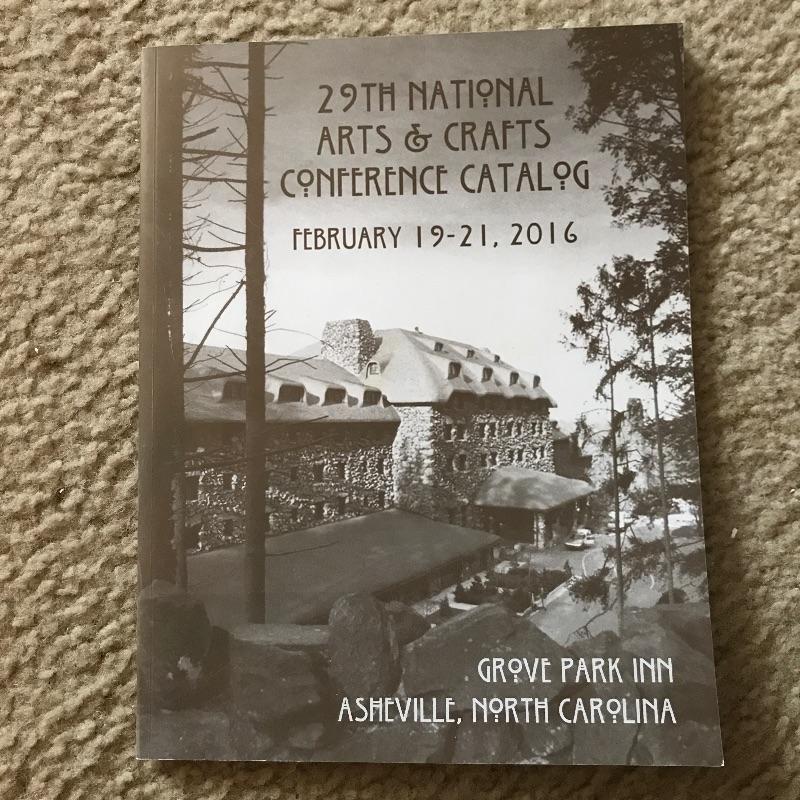 29TH NATIONAL
ARTS & CRAFTS
CONFERENCE CATALOG
FEBRUARY 19-21, 2016
GROVE PARK INN
ASHEVILLE, NORTH CAROLINA